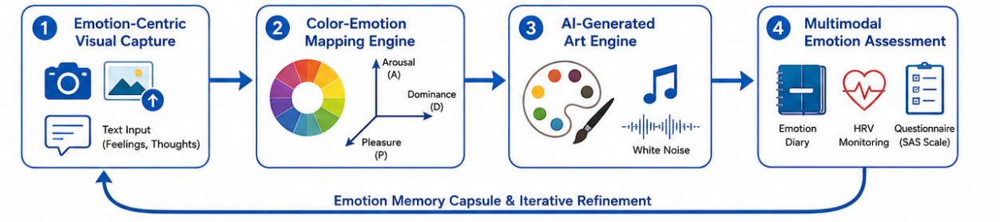 1
Emotion-Centric
Visual Capture
Text Input
(Feelings, Thoughts)
2
Color-Emotion
Mapping Engine
Arousal
(A)
Dominance
(D)
Pleasure
(P)
3
AI-Generated
Art Engine
White Noise
4
Multimodal
Emotion Assessment
Emotion
Diary
HRV
Monitoring
Questionnaire
(SAS Scale)
Emotion Memory Capsule & Iterative Refinement